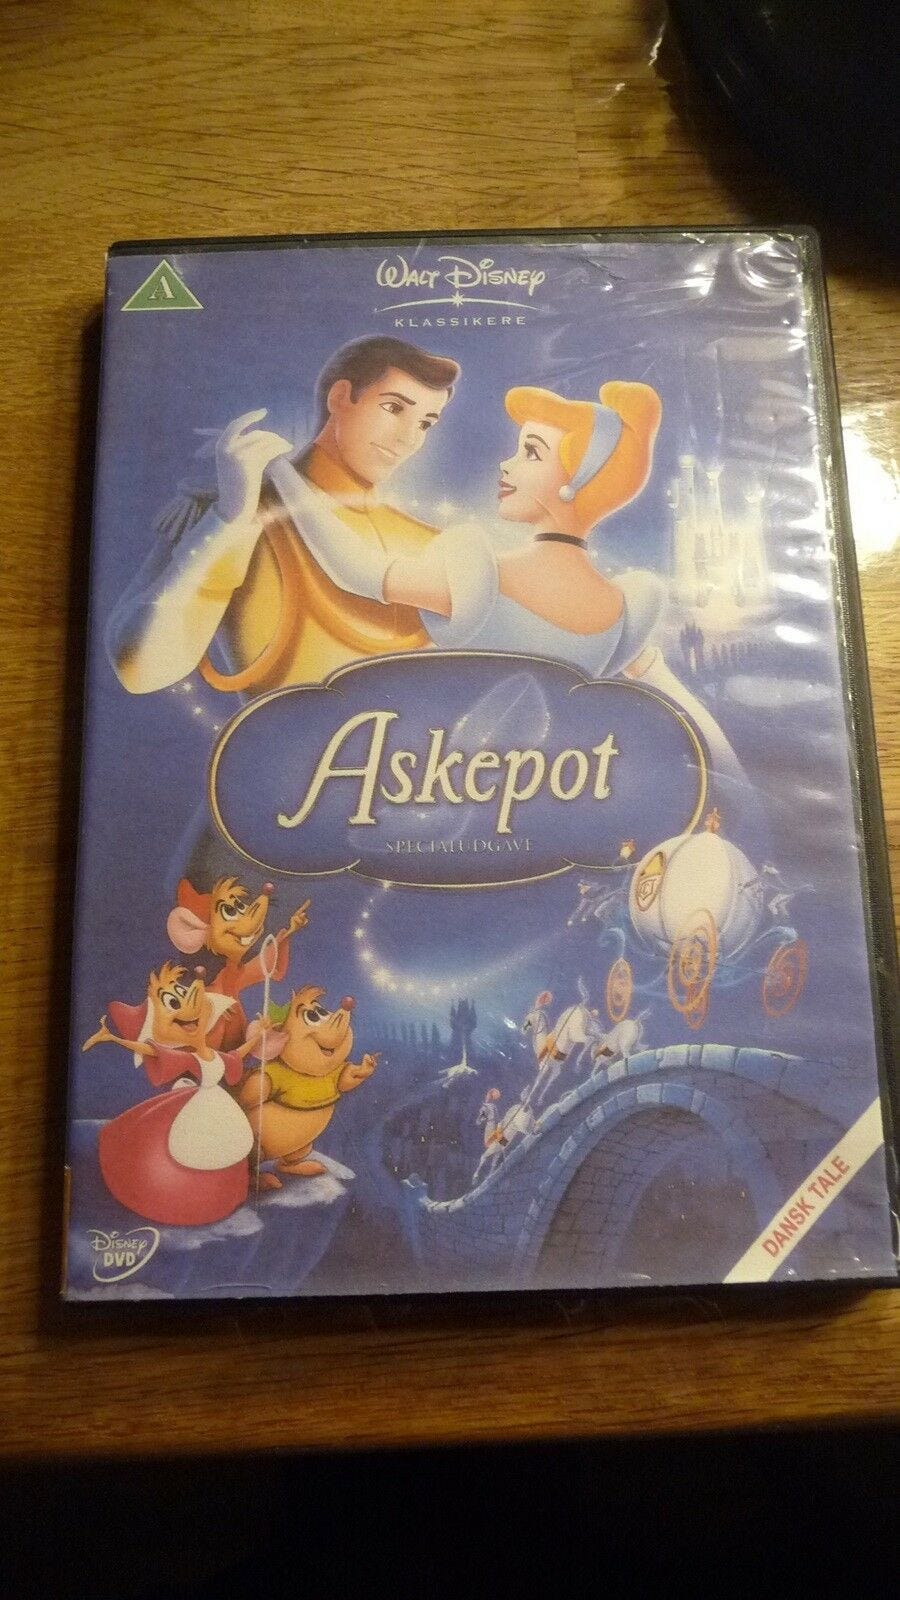 A
WALT DISNEY
KLASSIKERE
Askepot
SPECIALUDGAVE
DISNEY
DVD
DANSK TALE